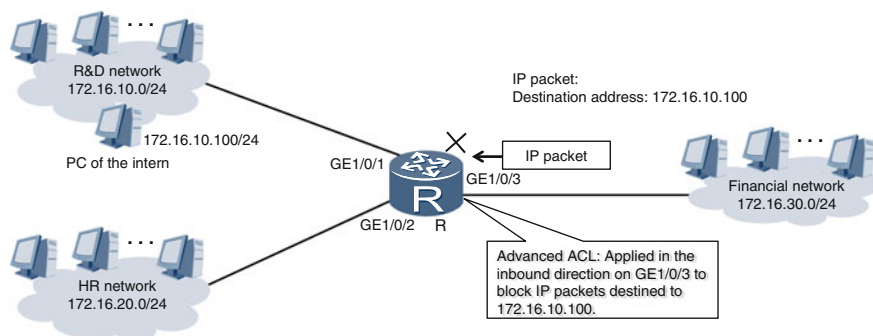 R&D network
172.16.10.0/24
172.16.10.100/24
PC of the intern
IP packet:
Destination address: 172.16.10.100
IP packet
GE1/0/1
GE1/0/3
R
GE1/0/2
R
Financial network
172.16.30.0/24
Advanced ACL: Applied in the
inbound direction on GE1/0/3 to
block IP packets destined to
172.16.10.100.
HR network
172.16.20.0/24